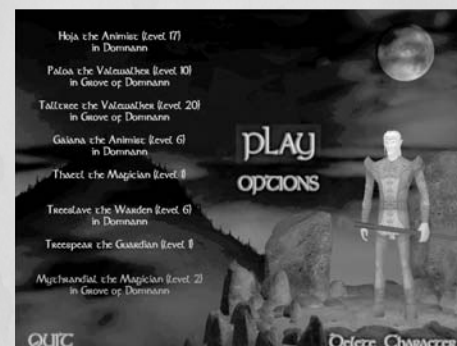 Hoja the Animist (Level 17)
in Domnann
Paloa the Valewalker (Level 10)
in Grove of Domnann
Talltree the Valewalker (Level 20)
in Grove of Domnann
Gaiana the Animist (Level 6)
in Domnann
Thaetl the Magician (Level 1)
Treeslave the Warden (Level 6)
in Domnann
Treespear the Guardian (Level 1)
Mythrandial the Magician (Level 2)
in Grove of Domnann
PLAY
OPTIONS
QUIT
Delete Character